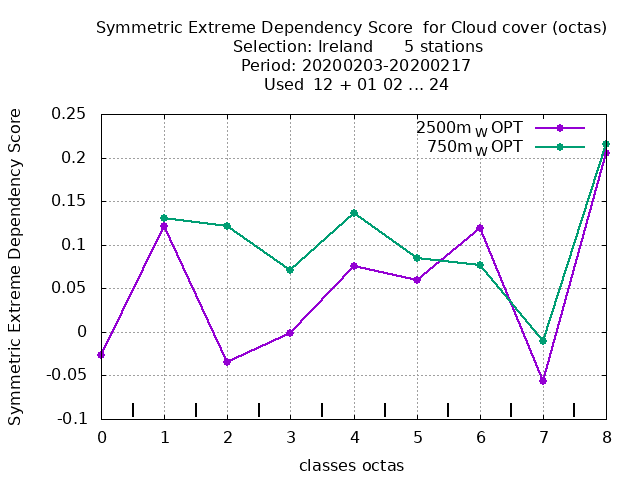 Symmetric Extreme Dependency Score for Cloud cover (octas)
Selection: Ireland 5 stations
Period: 20200203-20200217
Used 12 + 01 02 ... 24
Symmetric Extreme Dependency Score
0.25
0.2
0.15
0.1
0.05
0
-0.05
-0.1
2500m W OPT
750m W OPT
0 1 2 3 4 5 6 7 8
classes octas